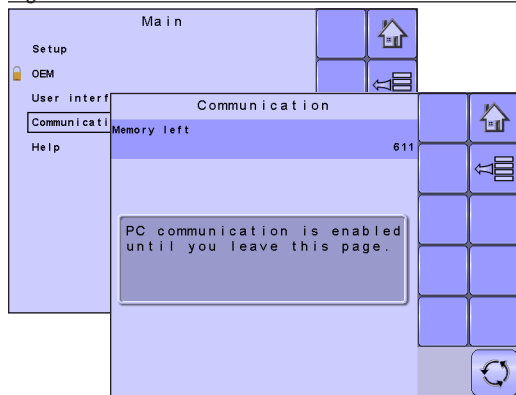 Main
Setup
OEM
User interf
Communicati
Help
Communication
Memory left
611
PC communication is enabled
until you leave this page.